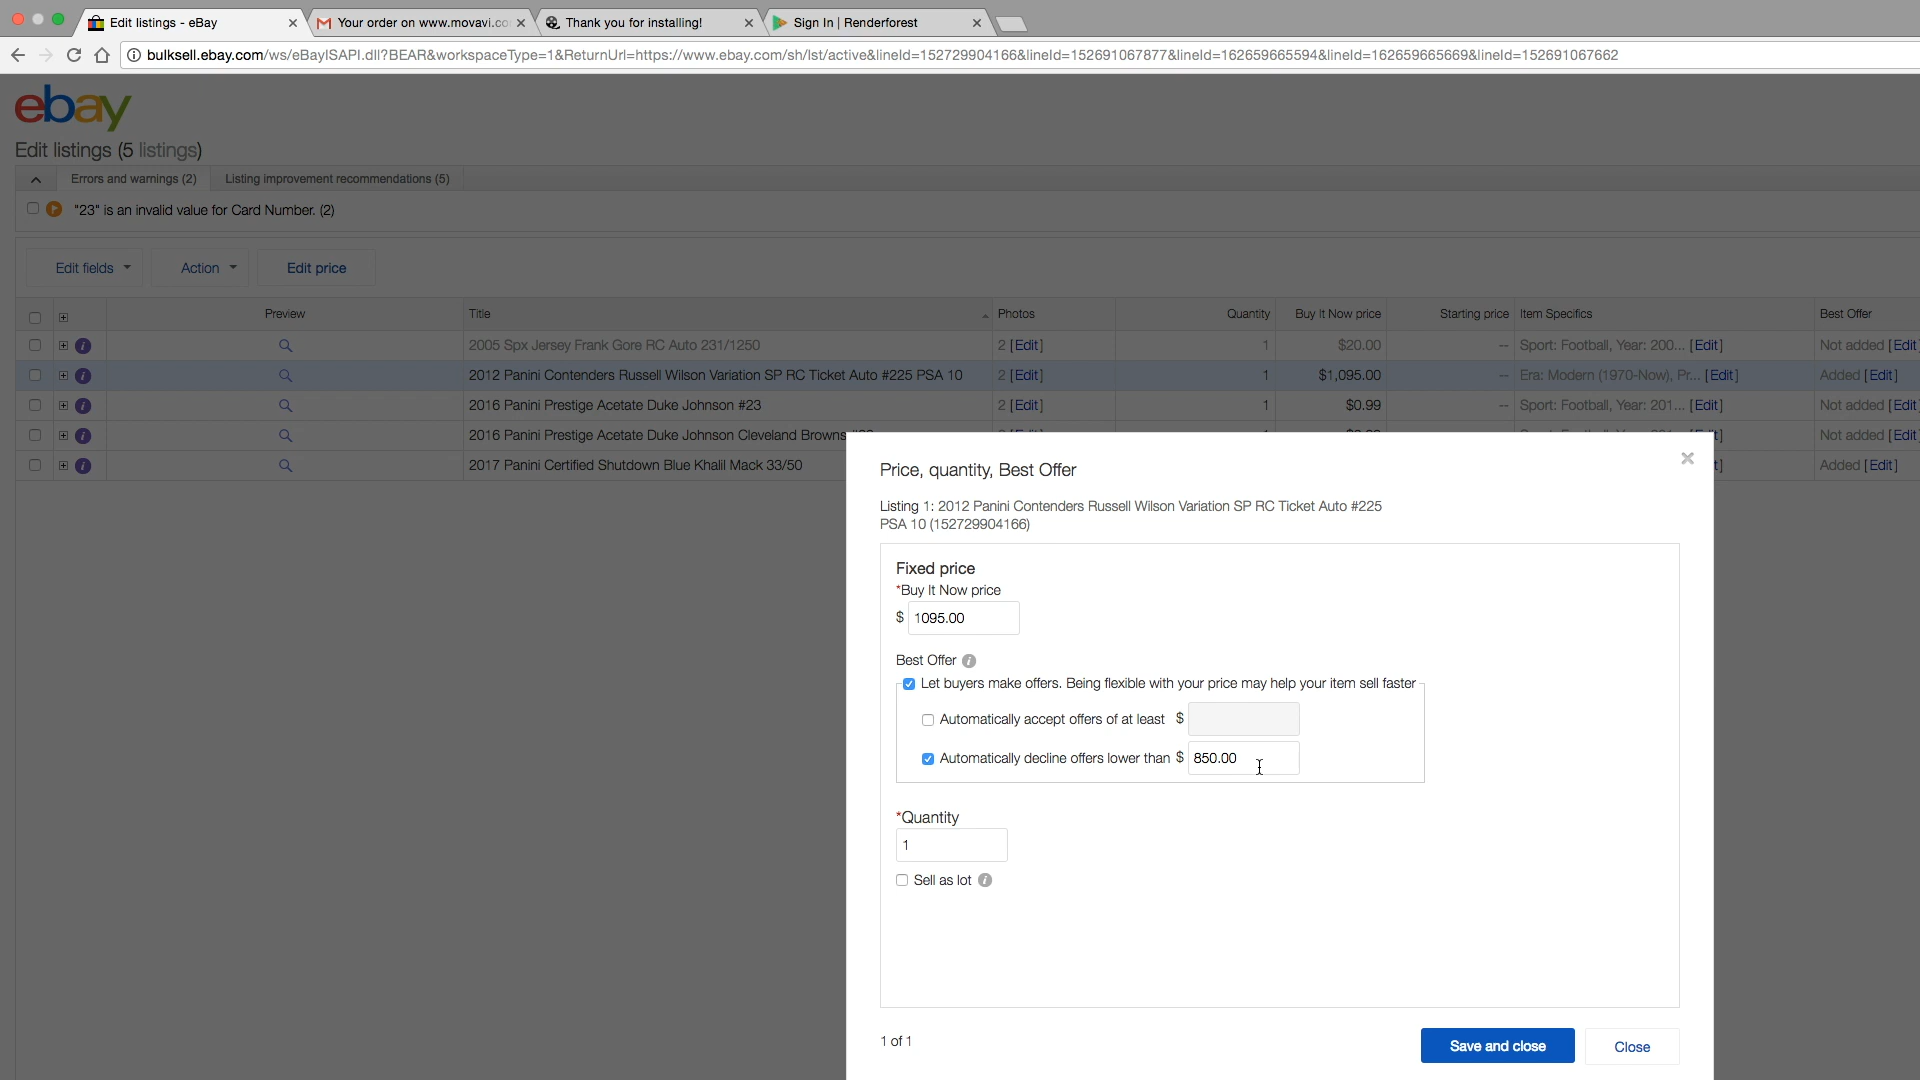 Edit listings - eBay
Your order on www.movavi.co
Thank you for installing!
Sign In | Renderforest
bulksell.ebay.com/ws/eBayISAPI.dll?BEAR&workspaceType=1&ReturnUrl=https://www.ebay.com/sh/lst/active&lineId=152729904166&lineId=152691067877&lineId=162659665594&lineId=162659665669&lineId=152691067662
ebay
Edit listings (5 listings)
Errors and warnings (2) Listing improvement recommendations (5)
"23" is an invalid value for Card Number. (2)
Edit fields Action Edit price
Preview Title Photos Quantity Buy It Now price Starting price Item Specifics Best Offer
2005 Spx Jersey Frank Gore RC Auto 231/1250 2 [Edit] 1 $20.00 -- Sport: Football, Year: 200... [Edit] Not added [Edit
2012 Panini Contenders Russell Wilson Variation SP RC Ticket Auto #225 PSA 10 2 [Edit] 1 $1,095.00 -- Era: Modern (1970-Now), Pr... [Edit] Added [Edit]
2016 Panini Prestige Acetate Duke Johnson #23 2 [Edit] 1 $0.99 -- Sport: Football, Year: 201... [Edit] Not added [Edit
2016 Panini Prestige Acetate Duke Johnson Cleveland Browns Not added [Edit
2017 Panini Certified Shutdown Blue Khalil Mack 33/50 Added [Edit]
Price, quantity, Best Offer
Listing 1: 2012 Panini Contenders Russell Wilson Variation SP RC Ticket Auto #225
PSA 10 (152729904166)
Fixed price
*Buy It Now price
$ 1095.00
Best Offer
Let buyers make offers. Being flexible with your price may help your item sell faster
Automatically accept offers of at least $
Automatically decline offers lower than $ 850.00
*Quantity
1
Sell as lot
1 of 1
Save and close Close